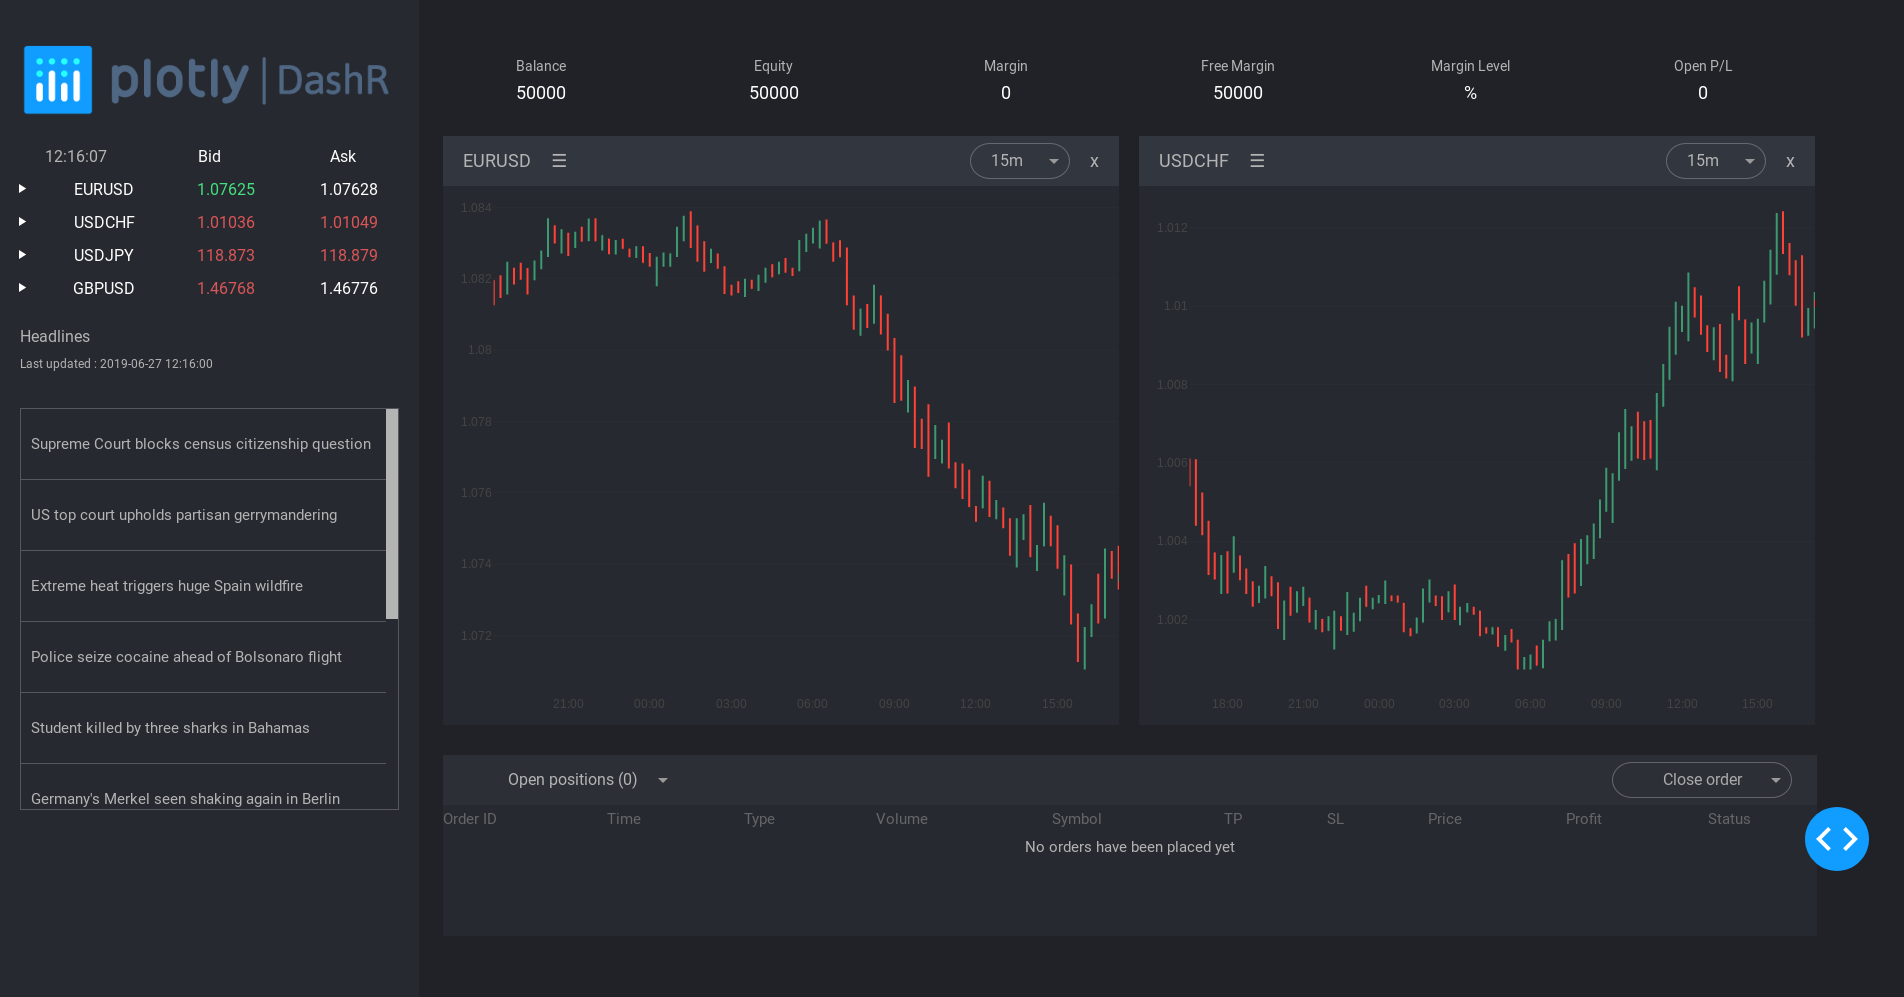 plotly | DashR
12:16:07 Bid Ask
EURUSD 1.07625 1.07628
USDCHF 1.01036 1.01049
USDJPY 118.873 118.879
GBPUSD 1.46768 1.46776
Headlines
Last updated : 2019-06-27 12:16:00
Supreme Court blocks census citizenship question
US top court upholds partisan gerrymandering
Extreme heat triggers huge Spain wildfire
Police seize cocaine ahead of Bolsonaro flight
Student killed by three sharks in Bahamas
Germany's Merkel seen shaking again in Berlin
Balance Equity Margin Free Margin Margin Level Open P/L
50000 50000 0 50000 % 0
EURUSD ☰ 15m x
1.084
1.082
1.08
1.078
1.076
1.074
1.072
21:00 00:00 03:00 06:00 09:00 12:00 15:00
USDCHF ☰ 15m x
1.012
1.01
1.008
1.006
1.004
1.002
18:00 21:00 00:00 03:00 06:00 09:00 12:00 15:00
Open positions (0) Close order
Order ID Time Type Volume Symbol TP SL Price Profit Status
No orders have been placed yet